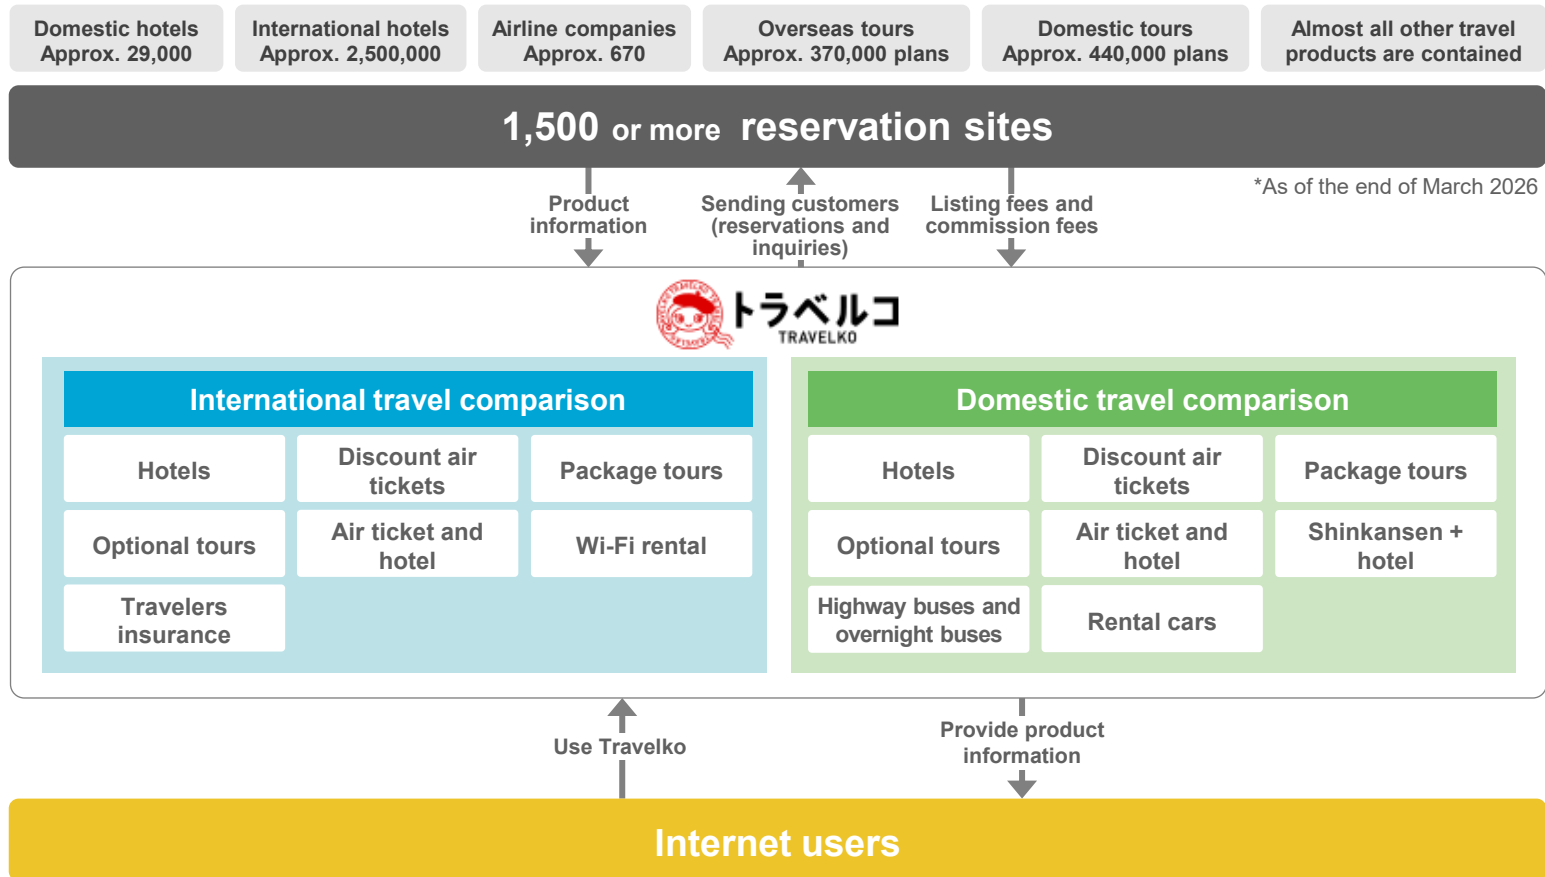 Domestic hotels
Approx. 29,000
International hotels
Approx. 2,500,000
Airline companies
Approx. 670
Overseas tours
Approx. 370,000 plans
Domestic tours
Approx. 440,000 plans
Almost all other travel
products are contained
1,500 or more reservation sites
*As of the end of March 2026
Product
information
Sending customers
(reservations and
inquiries)
Listing fees and
commission fees
トラベルコ
TRAVELKO
International travel comparison
Hotels
Discount air
tickets
Package tours
Optional tours
Air ticket and
hotel
Wi-Fi rental
Travelers
insurance
Domestic travel comparison
Hotels
Discount air
tickets
Package tours
Optional tours
Air ticket and
hotel
Shinkansen +
hotel
Highway buses and
overnight buses
Rental cars
Use Travelko
Provide product
information
Internet users